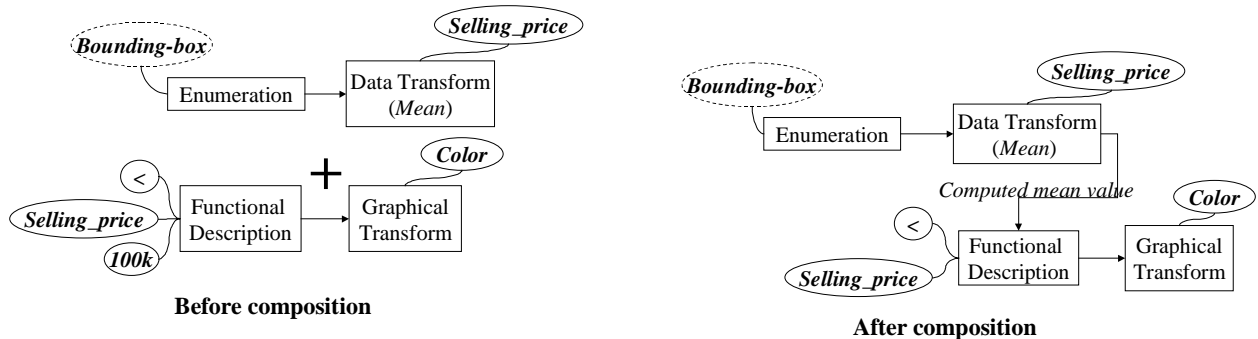 Selling_price
Bounding-box
Enumeration
Data Transform
(Mean)
+
Color
<
Selling_price
100k
Functional
Description
Graphical
Transform
Before composition
Selling_price
Bounding-box
Enumeration
Data Transform
(Mean)
Computed mean value
Color
<
Selling_price
Functional
Description
Graphical
Transform
After composition